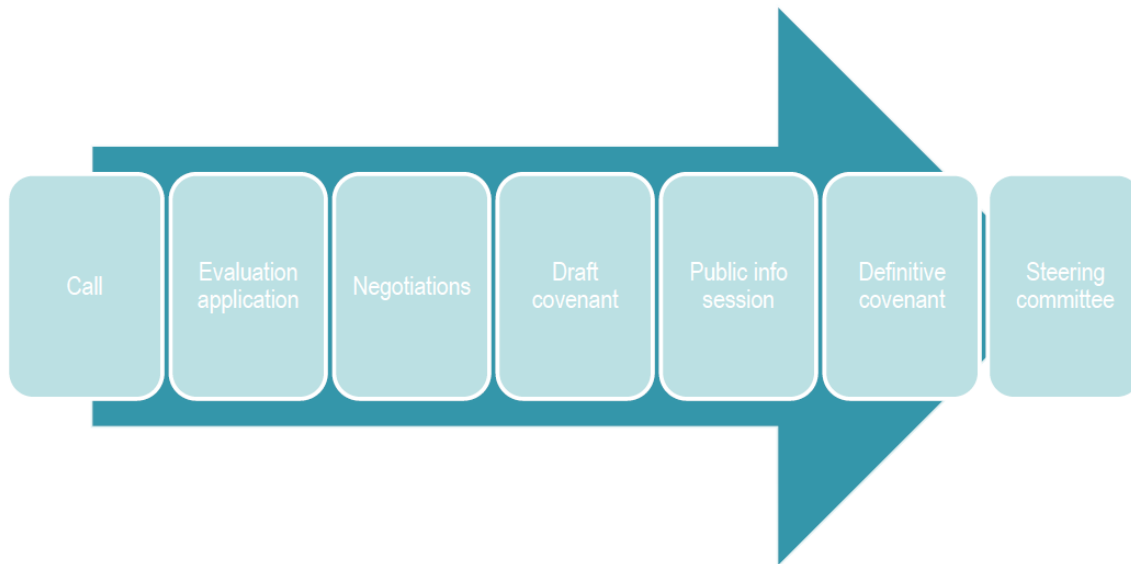 Call
Evaluation
application
Negotiations
Draft
covenant
Public info
session
Definitive
covenant
Steering
committee